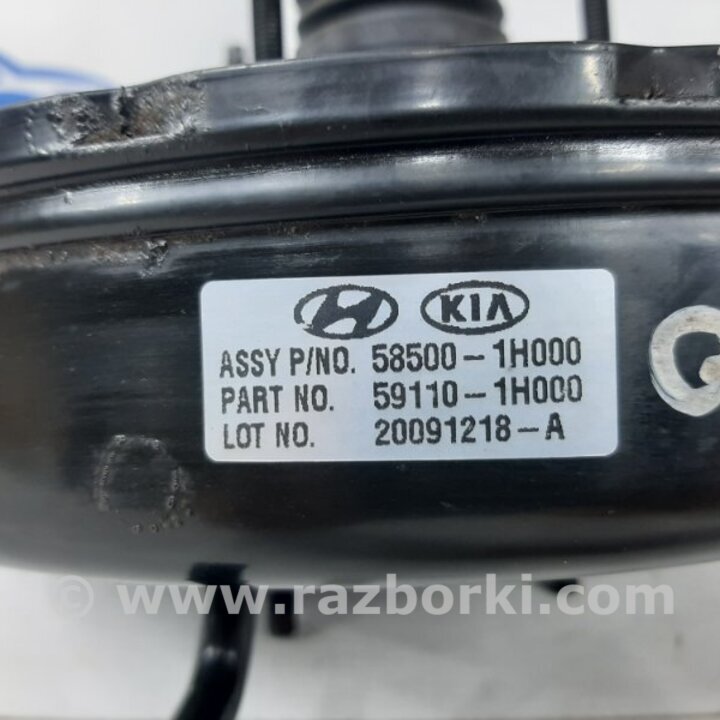 KIA
ASSY P/NO. 58500-1H000
PART NO. 59110-1H000
LOT NO. 20091218-A
© www.razborki.com